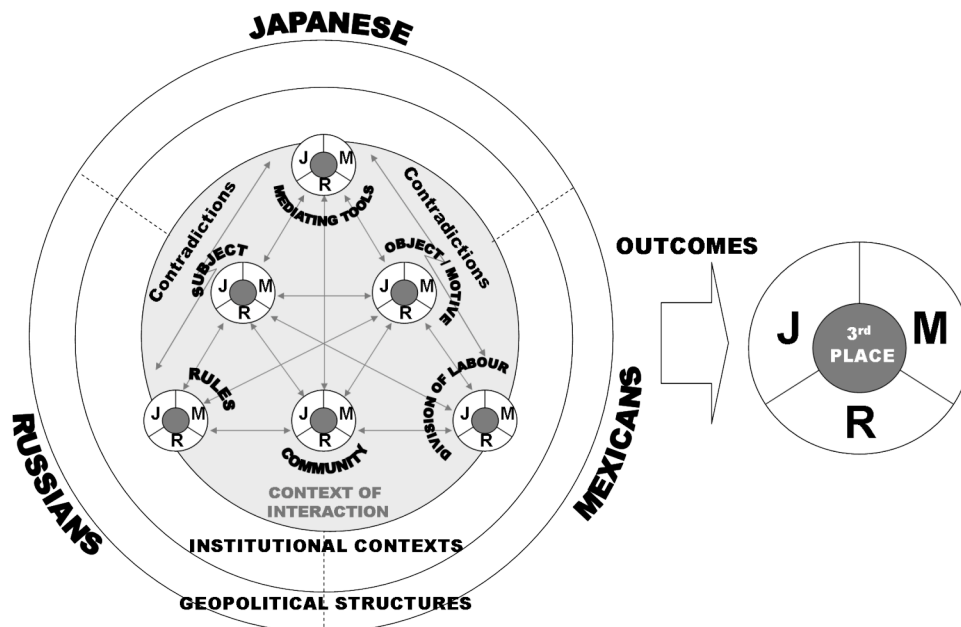 JAPANESE
J M
R
MEDIATING TOOLS
Contradictions
Contradictions
SUBJECT
J M
R
OBJECT / MOTIVE
J M
R
OUTCOMES
J M
3rd
PLACE
R
RULES
J M
R
COMMUNITY
J M
R
DIVISION OF LABOUR
J M
R
RUSSIANS
MEXICANS
CONTEXT OF
INTERACTION
INSTITUTIONAL CONTEXTS
GEOPOLITICAL STRUCTURES